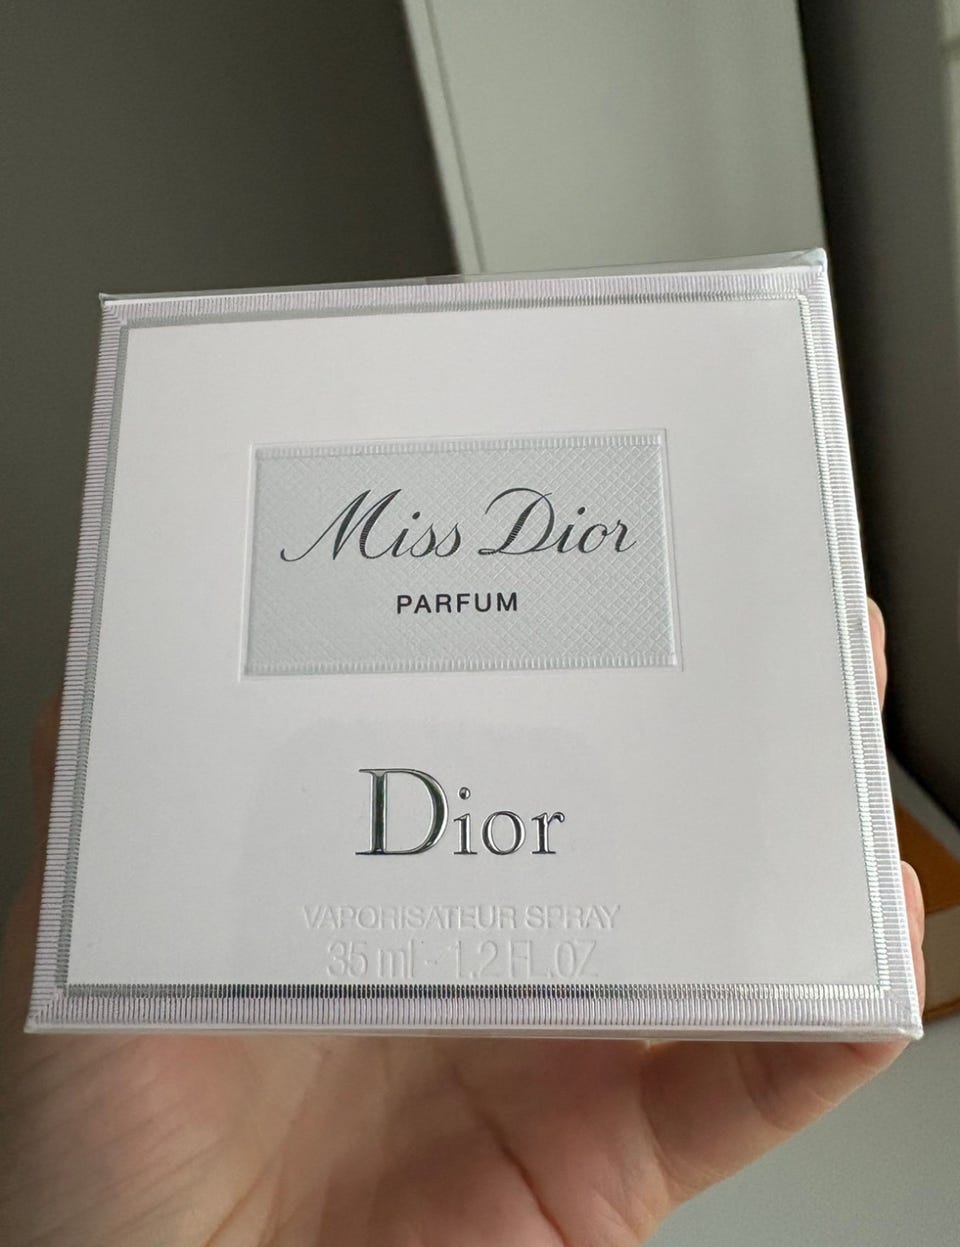 Miss Dior
PARFUM
Dior
VAPORISATEUR SPRAY
35 ml - 1.2 FL.OZ